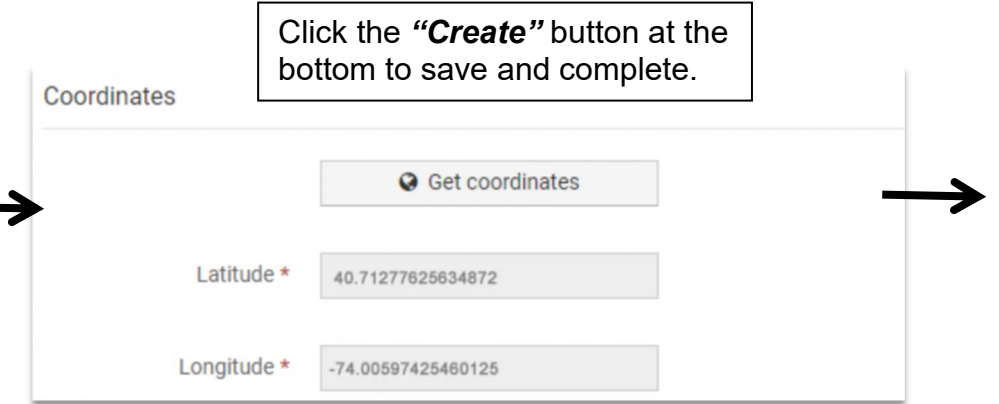 Click the “Create” button at the
bottom to save and complete.
Coordinates
Get coordinates
Latitude *
40.71277625634872
Longitude *
-74.00597425460125